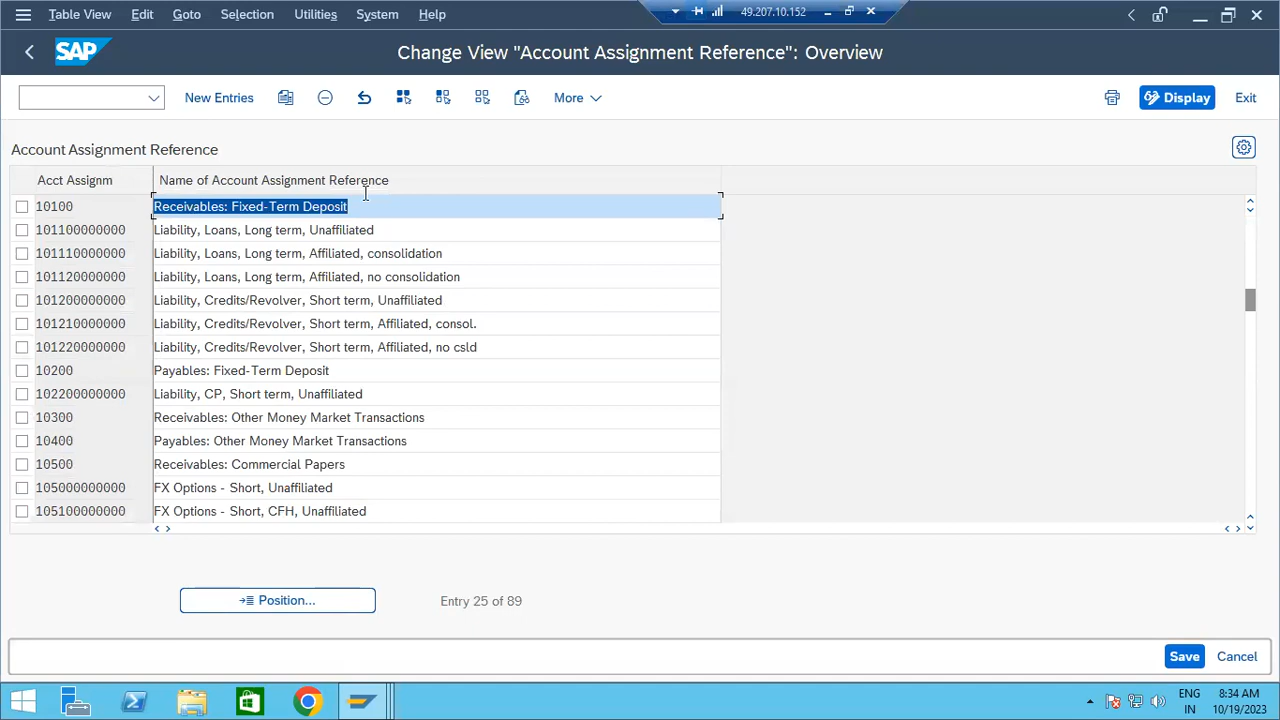 Table View Edit Goto Selection Utilities System Help
49.207.10.152
SAP
Change View "Account Assignment Reference": Overview
New Entries
More
Display
Exit
Account Assignment Reference
Acct Assignm Name of Account Assignment Reference
10100 Receivables: Fixed-Term Deposit
101100000000 Liability, Loans, Long term, Unaffiliated
101110000000 Liability, Loans, Long term, Affiliated, consolidation
101120000000 Liability, Loans, Long term, Affiliated, no consolidation
101200000000 Liability, Credits/Revolver, Short term, Unaffiliated
101210000000 Liability, Credits/Revolver, Short term, Affiliated, consol.
101220000000 Liability, Credits/Revolver, Short term, Affiliated, no csld
10200 Payables: Fixed-Term Deposit
102200000000 Liability, CP, Short term, Unaffiliated
10300 Receivables: Other Money Market Transactions
10400 Payables: Other Money Market Transactions
10500 Receivables: Commercial Papers
105000000000 FX Options - Short, Unaffiliated
105100000000 FX Options - Short, CFH, Unaffiliated
Position...
Entry 25 of 89
Save
Cancel
ENG
IN
8:34 AM
10/19/2023